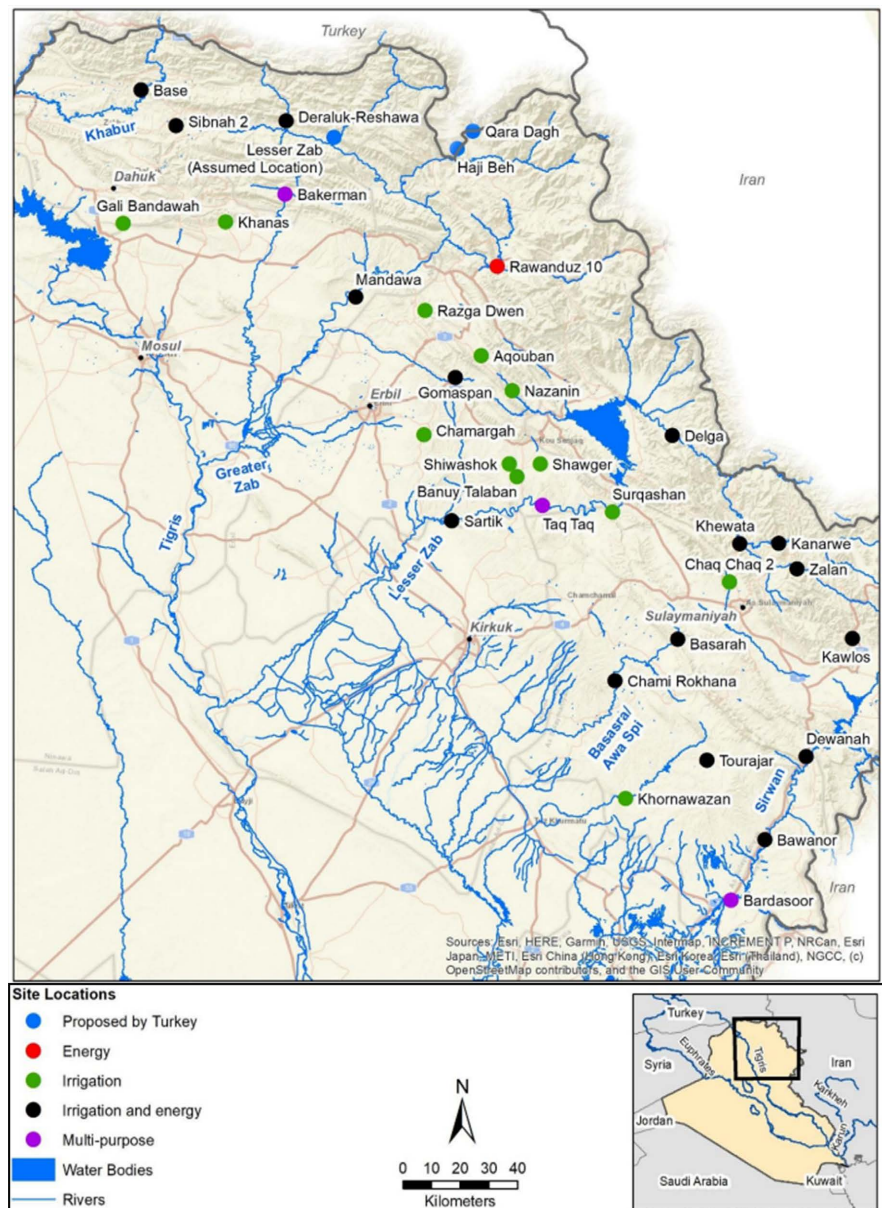 Turkey
Base
Khabur
Sibnah 2
Deraluk-Reshawa
Qara Dagh
Lesser Zab
(Assumed Location)
Haji Beh
Iran
Dahuk
Bakerman
Gali Bandawah
Khanas
Rawanduz 10
Mandawa
Razga Dwen
Mosul
Aqouban
Gomaspan
Nazanin
Erbil
Chamargah
Delga
Greater
Zab
Shiwashok
Shawger
Banuy Talaban
Surqashan
Tigris
Sartik
Taq Taq
Khewata
Kanarwe
Lesser Zab
Chaq Chaq 2
Zalan
Chamchamal
As Sulaymaniyah
Sulaymaniyah
Kirkuk
Basarah
Kawlos
Chami Rokhana
Basasra/
Awa Spi
Dewanah
Tourajar
Sirwan
Khornawazan
Bawanor
Iran
Bardasoor
Sources: Esri, HERE, Garmin, USGS, Intermap, INCREMENT P, NRCan, Esri
Japan, METI, Esri China (Hong Kong), Esri Korea, Esri (Thailand), NGCC, (c)
OpenStreetMap contributors, and the GIS User Community
Site Locations
Proposed by Turkey
Energy
Irrigation
Irrigation and energy
Multi-purpose
Water Bodies
Rivers
N
0 10 20 30 40
Kilometers
Turkey
Syria
Euphrates
Tigris
Iran
Karkheh
Karun
Jordan
Saudi Arabia
Kuwait